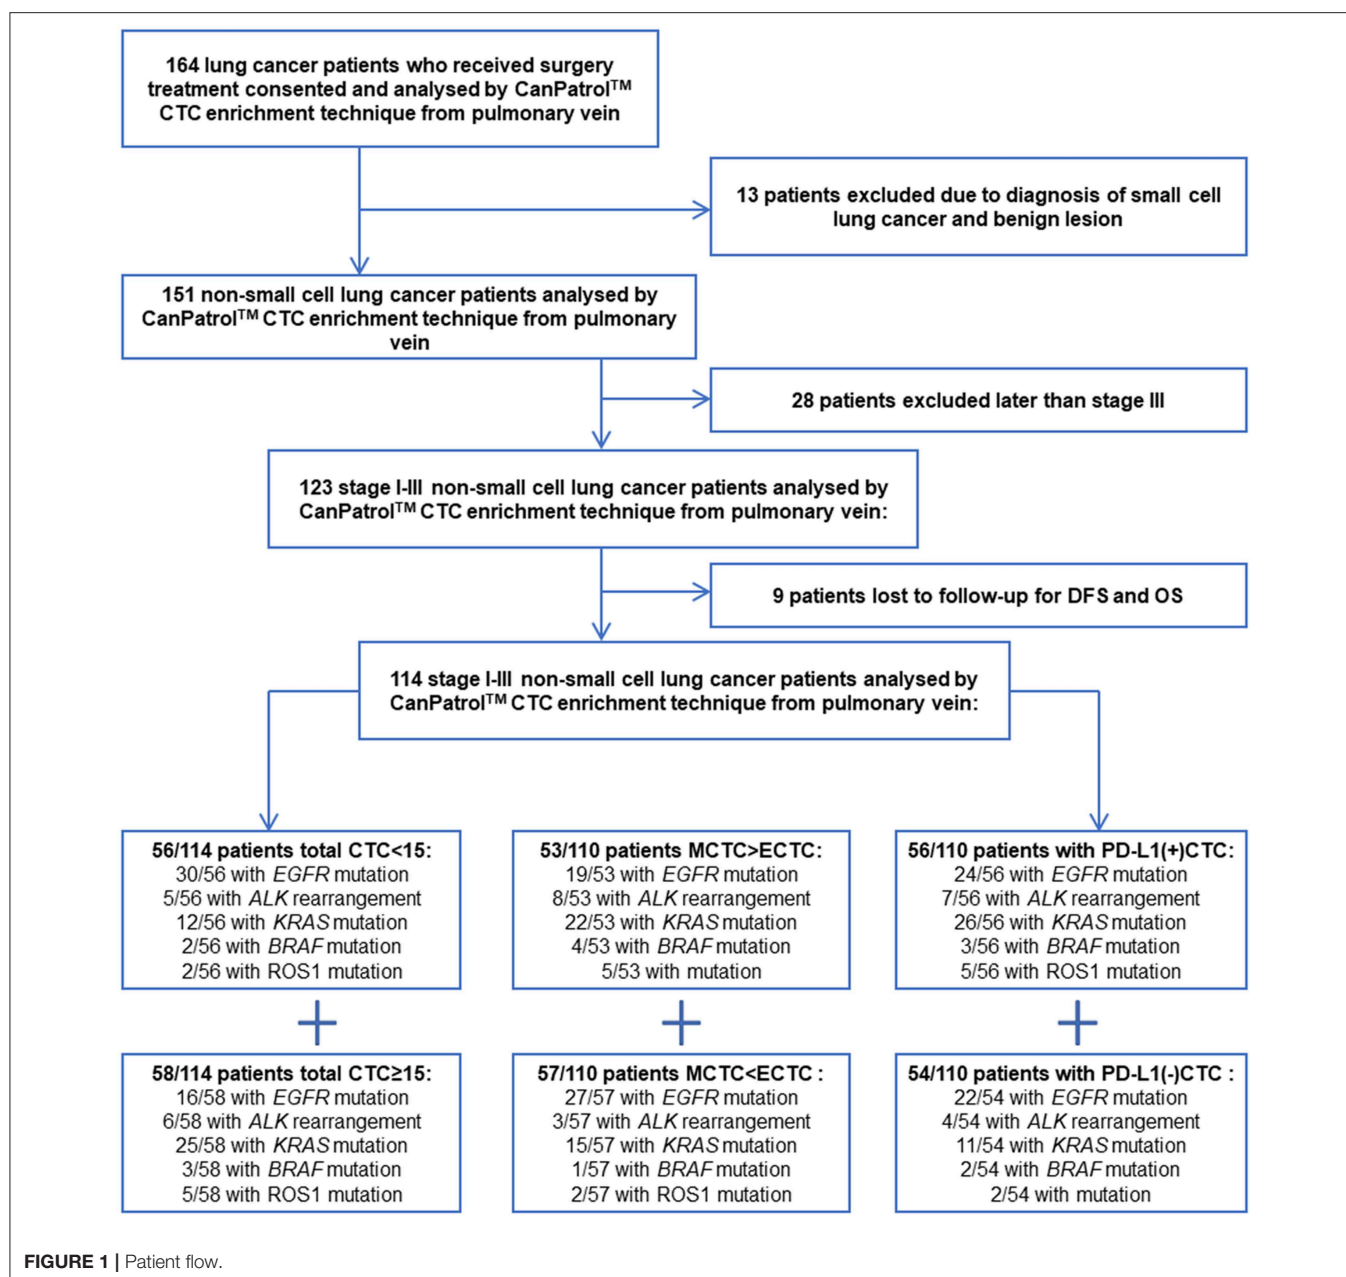 164 lung cancer patients who received surgery
treatment consented and analysed by CanPatrol™
CTC enrichment technique from pulmonary vein
13 patients excluded due to diagnosis of small cell
lung cancer and benign lesion
151 non-small cell lung cancer patients analysed by
CanPatrol™ CTC enrichment technique from pulmonary
vein
28 patients excluded later than stage III
123 stage I-III non-small cell lung cancer patients analysed by
CanPatrol™ CTC enrichment technique from pulmonary vein:
9 patients lost to follow-up for DFS and OS
114 stage I-III non-small cell lung cancer patients analysed by
CanPatrol™ CTC enrichment technique from pulmonary vein:
56/114 patients total CTC<15:
30/56 with EGFR mutation
5/56 with ALK rearrangement
12/56 with KRAS mutation
2/56 with BRAF mutation
2/56 with ROS1 mutation
53/110 patients MCTC>ECTC:
19/53 with EGFR mutation
8/53 with ALK rearrangement
22/53 with KRAS mutation
4/53 with BRAF mutation
5/53 with mutation
56/110 patients with PD-L1(+)CTC:
24/56 with EGFR mutation
7/56 with ALK rearrangement
26/56 with KRAS mutation
3/56 with BRAF mutation
5/56 with ROS1 mutation
58/114 patients total CTC≥15:
16/58 with EGFR mutation
6/58 with ALK rearrangement
25/58 with KRAS mutation
3/58 with BRAF mutation
5/58 with ROS1 mutation
57/110 patients MCTC<ECTC :
27/57 with EGFR mutation
3/57 with ALK rearrangement
15/57 with KRAS mutation
1/57 with BRAF mutation
2/57 with ROS1 mutation
54/110 patients with PD-L1(-)CTC :
22/54 with EGFR mutation
4/54 with ALK rearrangement
11/54 with KRAS mutation
2/54 with BRAF mutation
2/54 with mutation
FIGURE 1 | Patient flow.